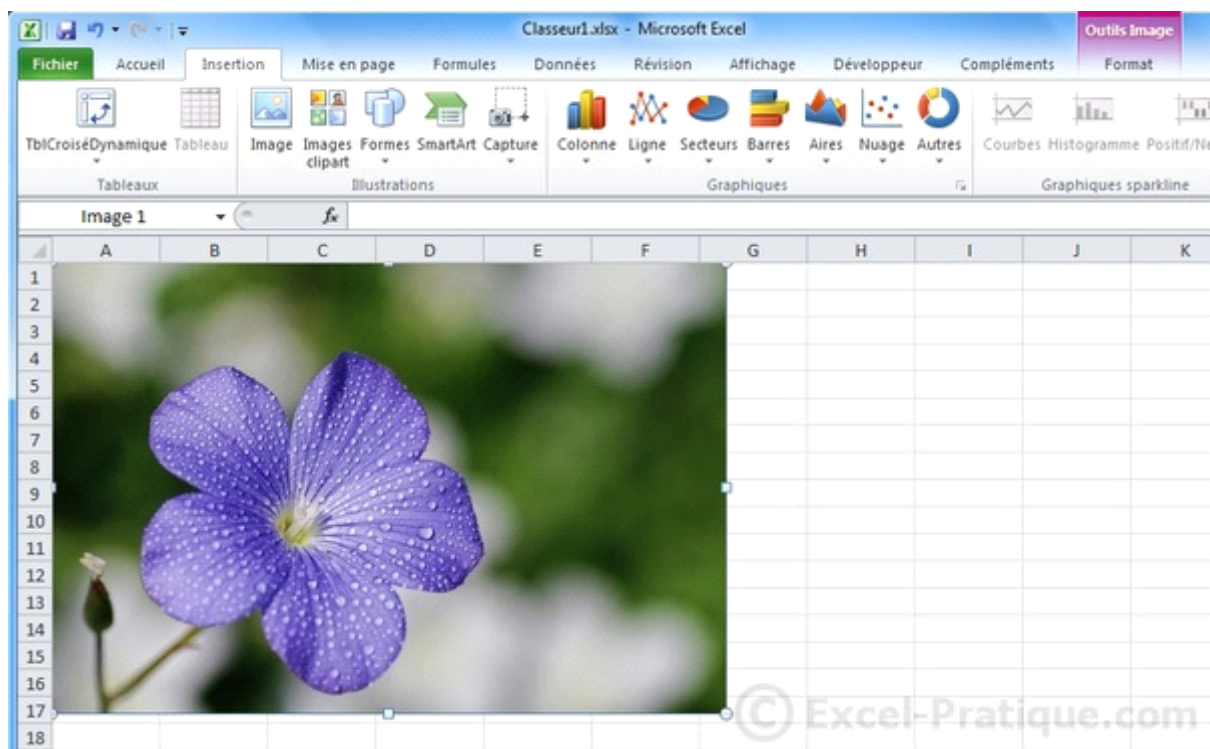 Classeur1.xlsx - Microsoft Excel
Outils Image
Fichier Accueil Insertion Mise en page Formules Données Révision Affichage Développeur Compléments Format
TblCroiséDynamique Tableau Image Images clipart Formes SmartArt Capture Colonne Ligne Secteurs Barres Aires Nuage Autres Courbes Histogramme Positif/Né
Tableaux Illustrations Graphiques Graphiques sparkline
Image 1 fx
A B C D E F G H I J K
1
2
3
4
5
6
7
8
9
10
11
12
13
14
15
16
17
18
© Excel-Pratique.com